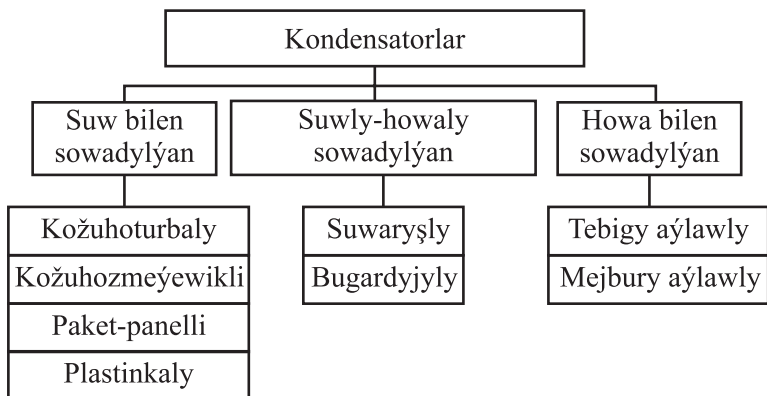 Kondensatorlar
Suw bilen
sowadylýan
Suwly-howaly
sowadylýan
Howa bilen
sowadylýan
Kožuhoturbaly
Kožuhozmeýewikli
Paket-panelli
Plastinkaly
Suwaryşly
Bugardyjyly
Tebigy aýlawly
Mejbury aýlawly